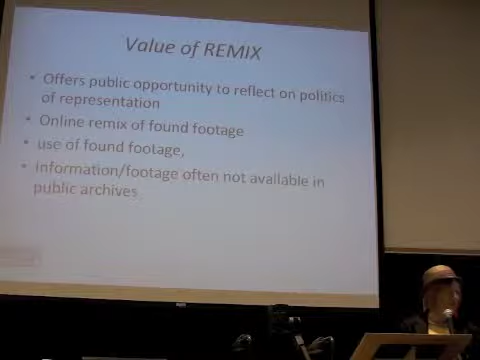 Value of REMIX
• Offers public opportunity to reflect on politics
of representation
• Online remix of found footage
• use of found footage,
• Information/footage often not available in
public archives